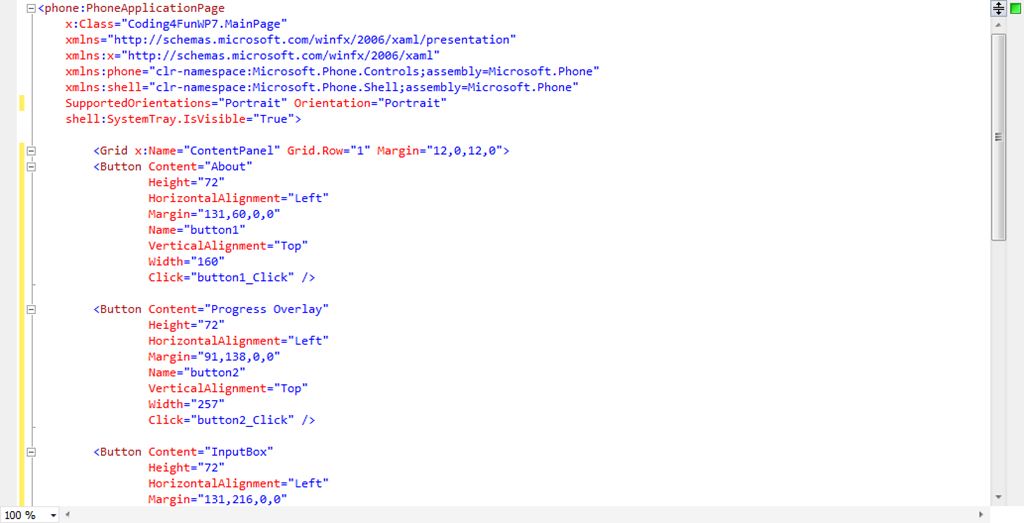 <phone:PhoneApplicationPage
x:Class="Coding4FunWP7.MainPage"
xmlns="http://schemas.microsoft.com/winfx/2006/xaml/presentation"
xmlns:x="http://schemas.microsoft.com/winfx/2006/xaml"
xmlns:phone="clr-namespace:Microsoft.Phone.Controls;assembly=Microsoft.Phone"
xmlns:shell="clr-namespace:Microsoft.Phone.Shell;assembly=Microsoft.Phone"
SupportedOrientations="Portrait" Orientation="Portrait"
shell:SystemTray.IsVisible="True">
<Grid x:Name="ContentPanel" Grid.Row="1" Margin="12,0,12,0">
<Button Content="About"
Height="72"
HorizontalAlignment="Left"
Margin="131,60,0,0"
Name="button1"
VerticalAlignment="Top"
Width="160"
Click="button1_Click" />
<Button Content="Progress Overlay"
Height="72"
HorizontalAlignment="Left"
Margin="91,138,0,0"
Name="button2"
VerticalAlignment="Top"
Width="257"
Click="button2_Click" />
<Button Content="InputBox"
Height="72"
HorizontalAlignment="Left"
Margin="131,216,0,0"
100 %